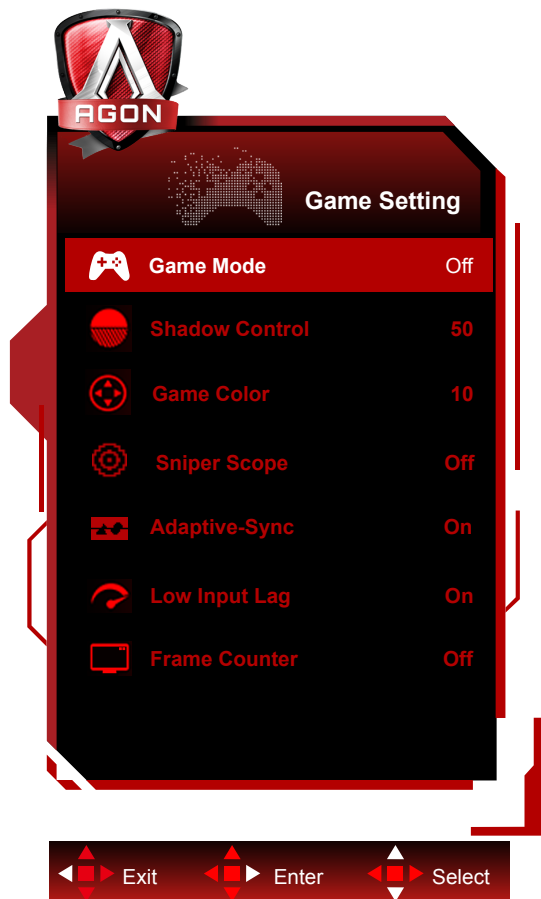 AGON
Game Setting
Game Mode Off
Shadow Control 50
Game Color 10
Sniper Scope Off
Adaptive-Sync On
Low Input Lag On
Frame Counter Off
Exit Enter Select